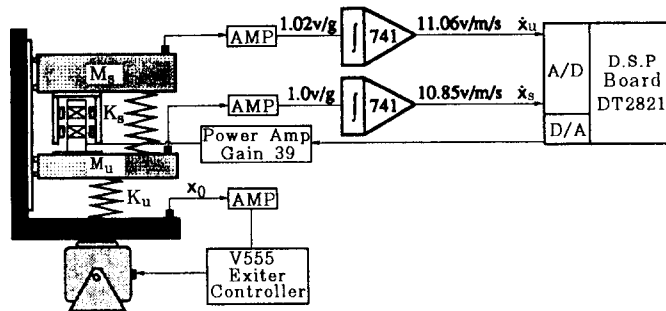 AMP 1.02v/g ∫ 741 11.06v/m/s ẋu
Ms
A/D D.S.P
Board
DT2821
Ks AMP 1.0v/g ∫ 741 10.85v/m/s ẋs
D/A
Power Amp
Gain 39
Mu
Ku x0 AMP
V555
Exiter
Controller